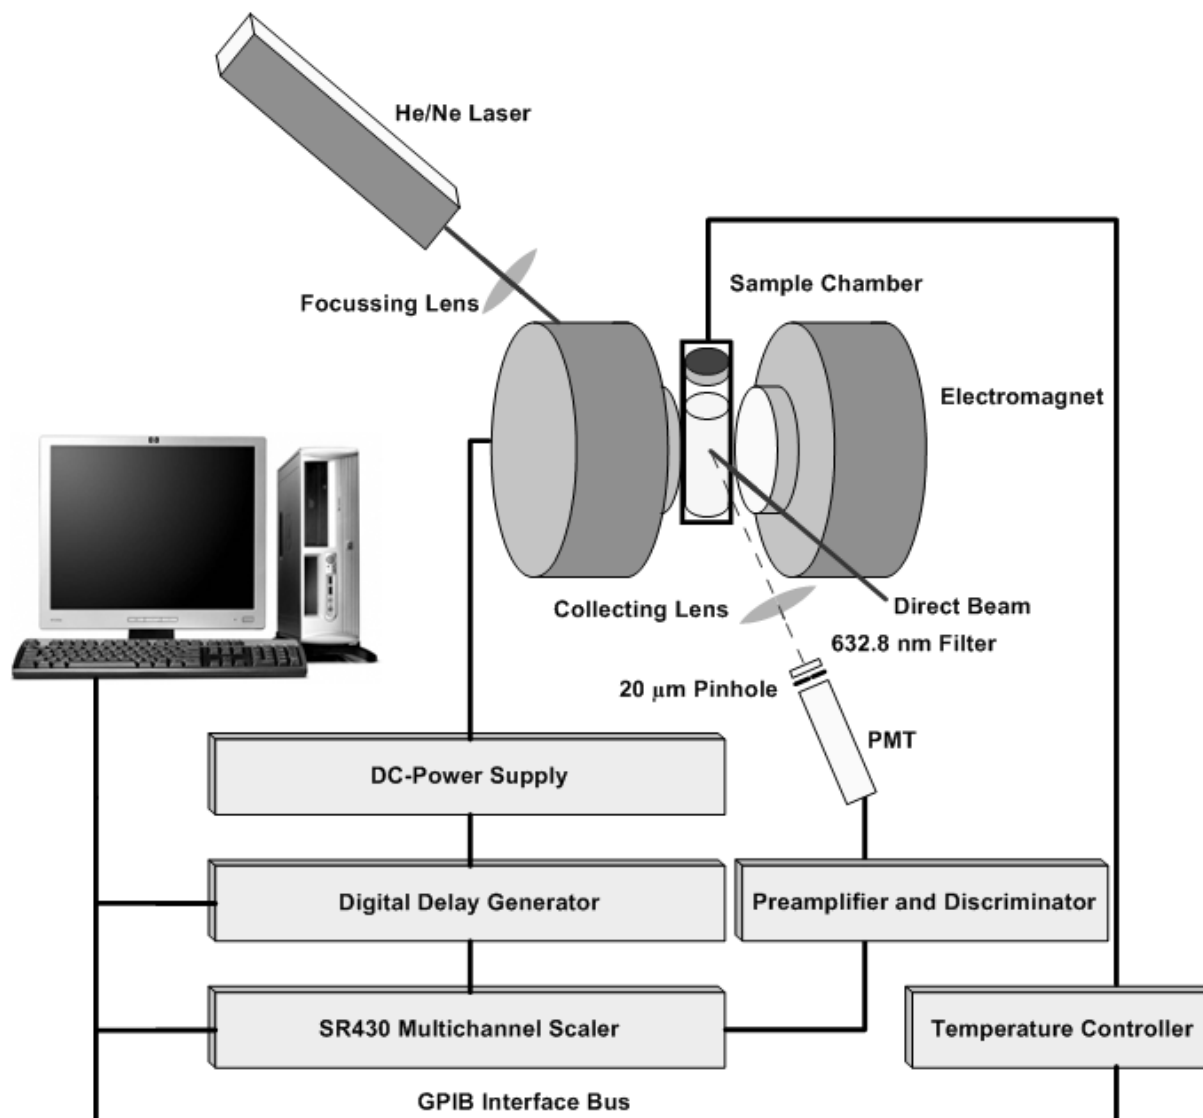 He/Ne Laser
Focussing Lens
Sample Chamber
Electromagnet
Collecting Lens
Direct Beam
632.8 nm Filter
20 μm Pinhole
PMT
DC-Power Supply
Digital Delay Generator
Preamplifier and Discriminator
SR430 Multichannel Scaler
Temperature Controller
GPIB Interface Bus